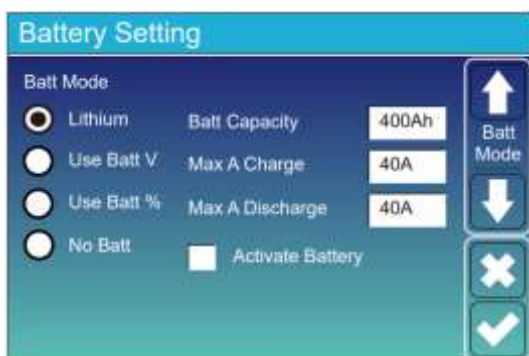 Battery Setting
Batt Mode
Lithium Batt Capacity 400Ah
Use Batt V Max A Charge 40A
Use Batt % Max A Discharge 40A
No Batt Activate Battery
Batt
Mode